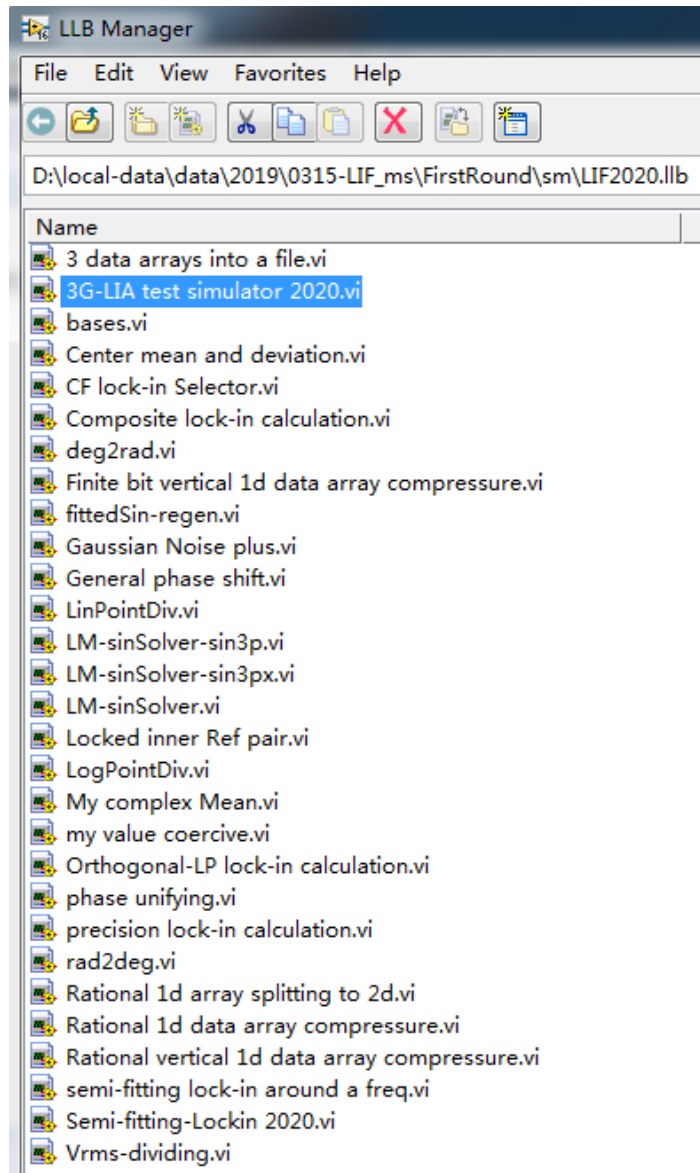 LLB Manager
File Edit View Favorites Help
D:\local-data\data\2019\0315-LIF_ms\FirstRound\sm\LIF2020.llb
Name
3 data arrays into a file.vi
3G-LIA test simulator 2020.vi
bases.vi
Center mean and deviation.vi
CF lock-in Selector.vi
Composite lock-in calculation.vi
deg2rad.vi
Finite bit vertical 1d data array compressure.vi
fittedSin-regen.vi
Gaussian Noise plus.vi
General phase shift.vi
LinPointDiv.vi
LM-sinSolver-sin3p.vi
LM-sinSolver-sin3px.vi
LM-sinSolver.vi
Locked inner Ref pair.vi
LogPointDiv.vi
My complex Mean.vi
my value coercive.vi
Orthogonal-LP lock-in calculation.vi
phase unifying.vi
precision lock-in calculation.vi
rad2deg.vi
Rational 1d array splitting to 2d.vi
Rational 1d data array compressure.vi
Rational vertical 1d data array compressure.vi
semi-fitting lock-in around a freq.vi
Semi-fitting-Lockin 2020.vi
Vrms-dividing.vi